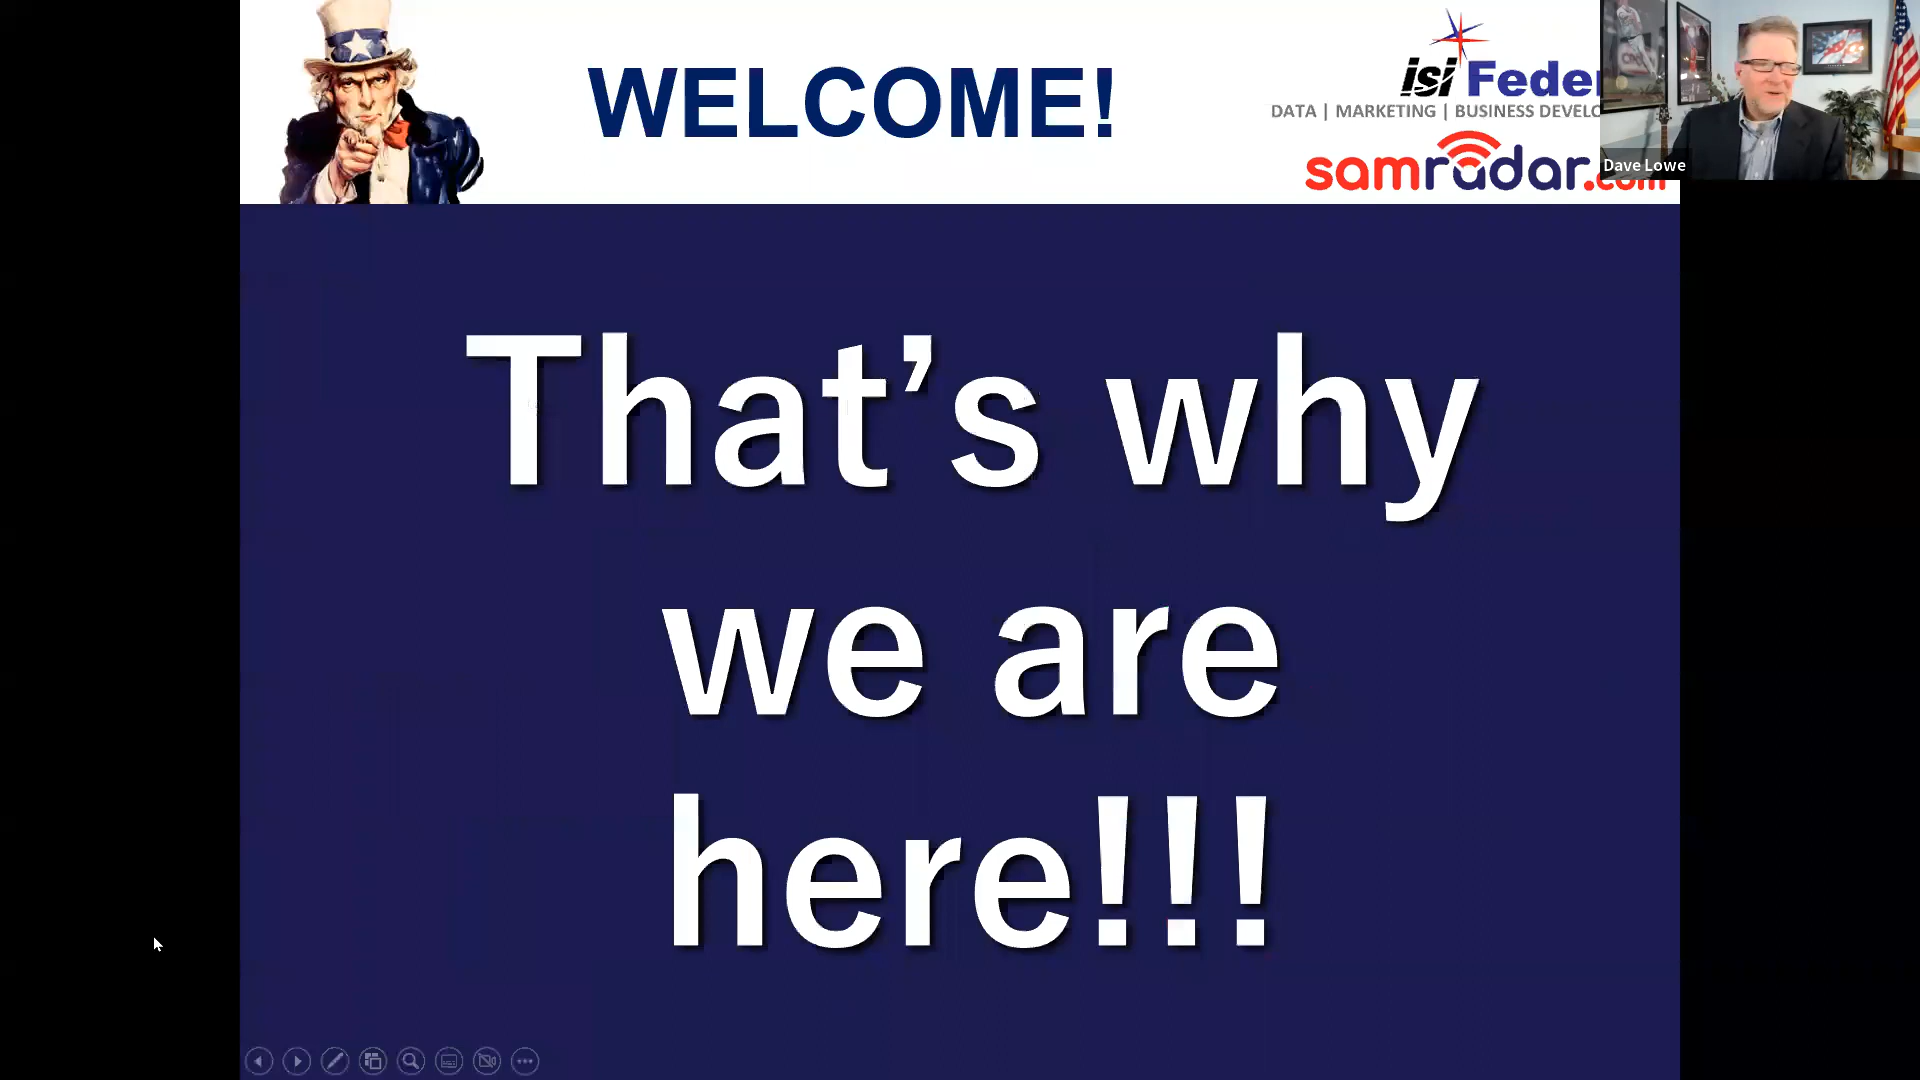 WELCOME!
isi Feder
DATA | MARKETING | BUSINESS DEVELO
samradar.com
Dave Lowe
That's why
we are
here!!!